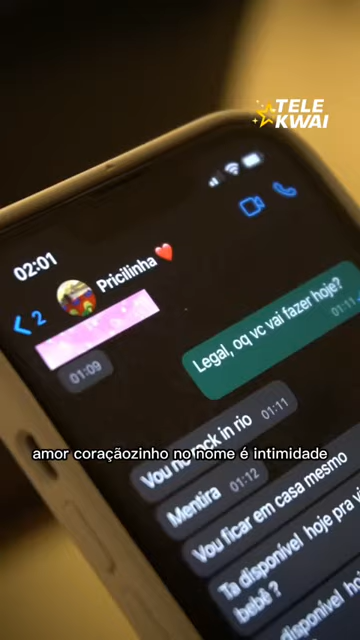 TELE
KWAI
02:01
2
Pricilinha❤️
01:09
Legal, oq vc vai fazer hoje?
01:11
Vou no rock in rio 01:11
amor coraçãozinho no nome é intimidade
Mentira 01:12
Vou ficar em casa mesmo
Ta disponível hoje pra
bebê ?
disponível